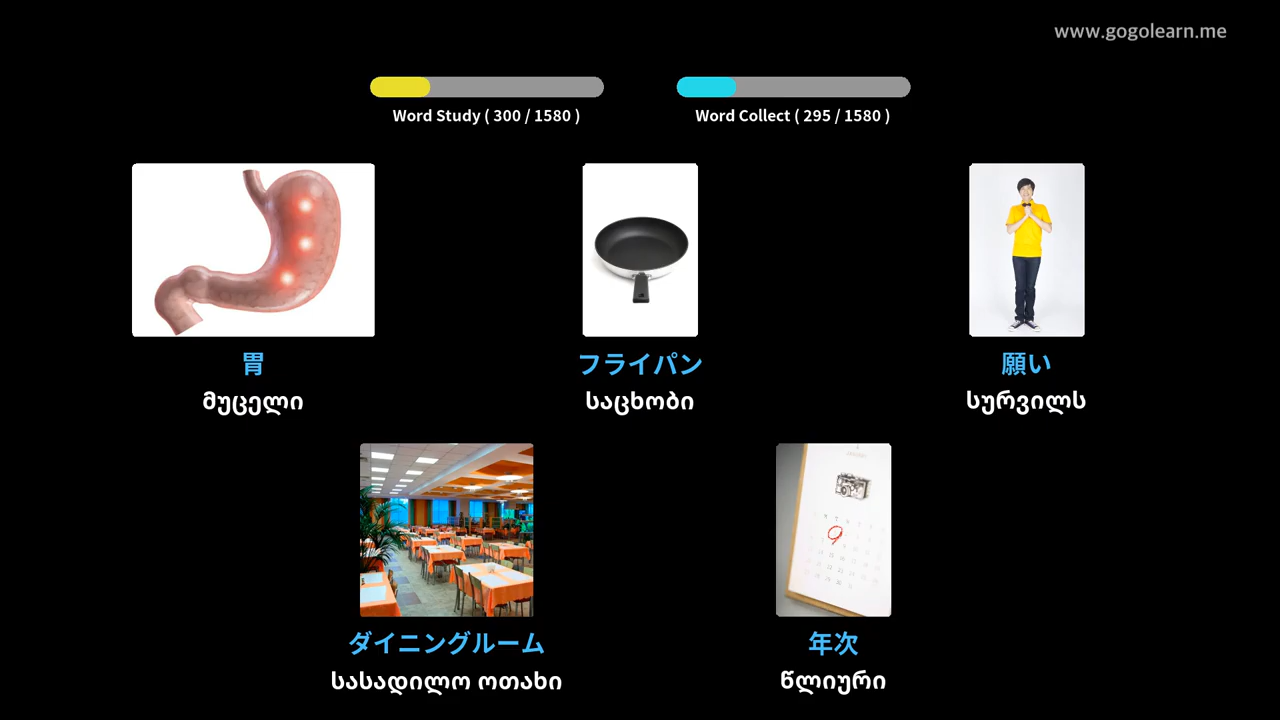 www.gogolearn.me
Word Study ( 300 / 1580 )
Word Collect ( 295 / 1580 )
胃
フライパン
願い
მუცელი
საცხობი
სურვილს
ダイニングルーム
年次
სასადილო ოთახი
წლიური